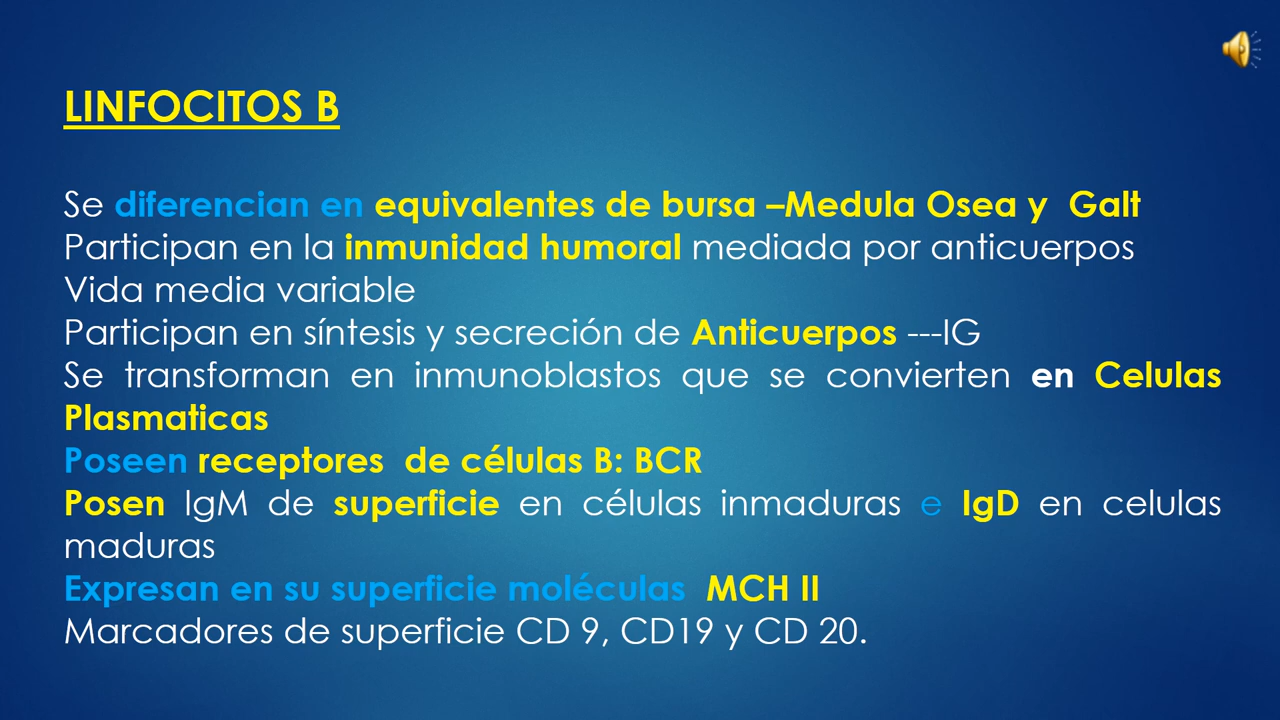 LINFOCITOS B
Se diferencian en equivalentes de bursa –Medula Osea y Galt
Participan en la inmunidad humoral mediada por anticuerpos
Vida media variable
Participan en síntesis y secreción de Anticuerpos ---IG
Se transforman en inmunoblastos que se convierten en Celulas
Plasmaticas
Poseen receptores de células B: BCR
Posen IgM de superficie en células inmaduras e IgD en celulas
maduras
Expresan en su superficie moléculas MCH II
Marcadores de superficie CD 9, CD19 y CD 20.